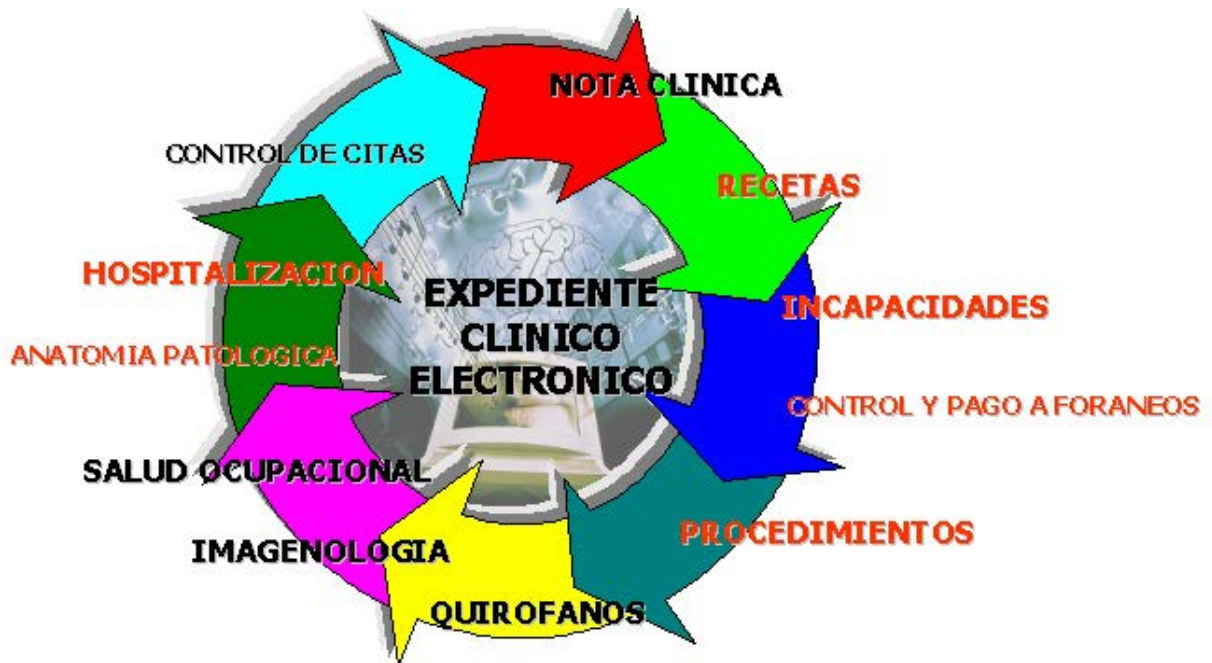 NOTA CLINICA
CONTROL DE CITAS
RECETAS
HOSPITALIZACION
EXPEDIENTE
CLINICO
ELECTRONICO
INCAPACIDADES
ANATOMIA PATOLOGICA
CONTROL Y PAGO A FORANEOS
SALUD OCUPACIONAL
PROCEDIMIENTOS
IMAGENOLOGIA
QUIROFANOS